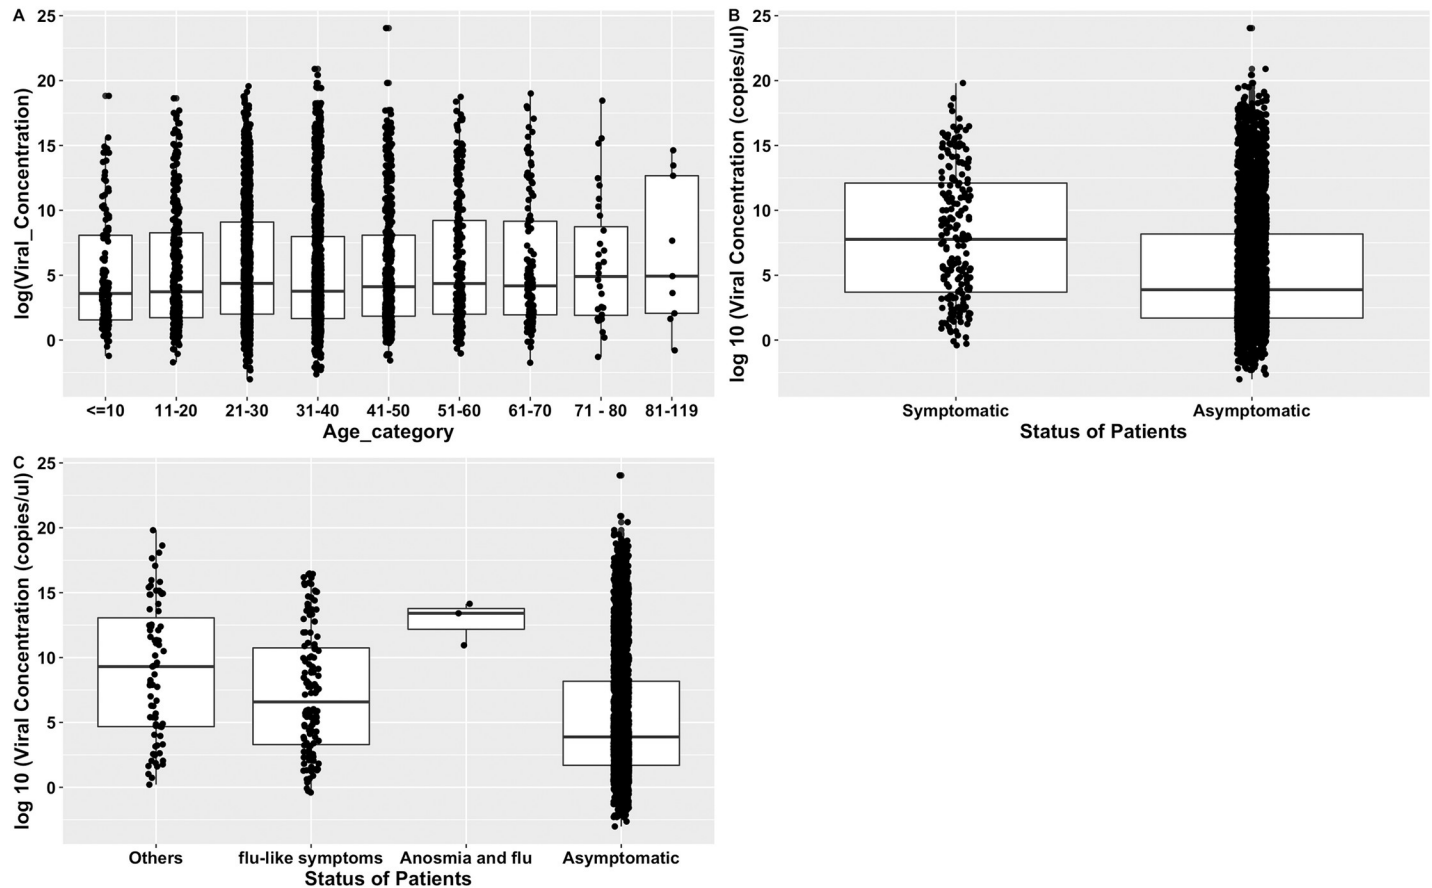 A
log(Viral_Concentration)
25
20
15
10
5
0
<=10 11-20 21-30 31-40 41-50 51-60 61-70 71 - 80 81-119
Age_category
B
log 10 (Viral Concentration (copies/ul)
25
20
15
10
5
0
Symptomatic Asymptomatic
Status of Patients
C
log 10 (Viral Concentration (copies/ul)
25
20
15
10
5
0
Others flu-like symptoms Anosmia and flu Asymptomatic
Status of Patients